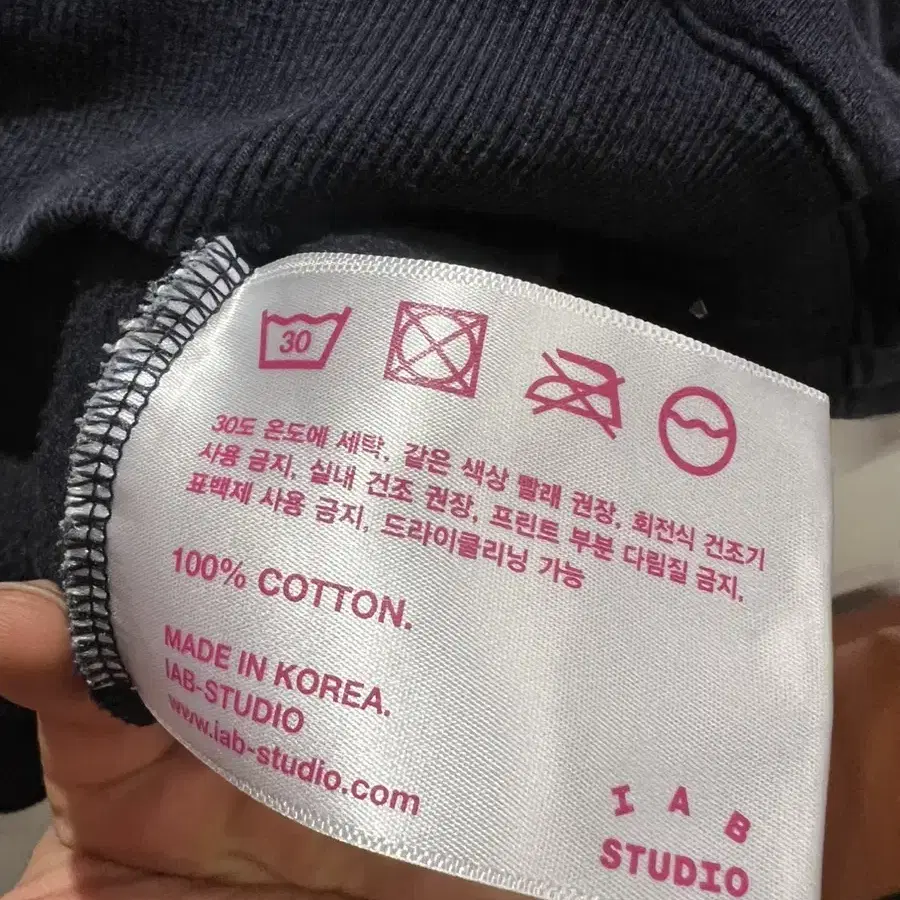 30
30도 온도에 세탁, 같은 색상 빨래 권장, 회전식 건조기
사용 금지, 실내 건조 권장, 프린트 부분 다림질 금지,
표백제 사용 금지, 드라이클리닝 가능
100% COTTON.
MADE IN KOREA.
IAB-STUDIO
www.iab-studio.com
I A B
STUDIO